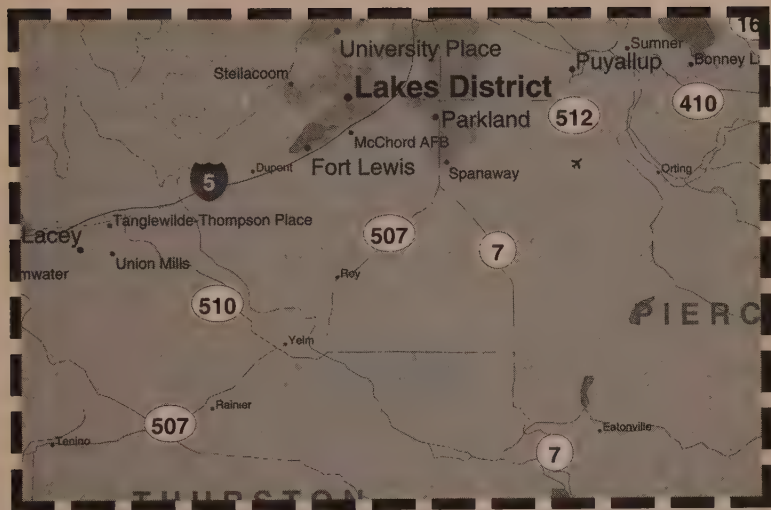 16
Sumner
University Place
Puyallup
Bonney L
Steilacoom
Lakes District
410
512
Parkland
McChord AFB
Fort Lewis
Dupont
Spanaway
Orting
5
Tanglewilde-Thompson Place
Lacey
507
7
Union Mills
mwater
Roy
510
PIERC
Yelm
Rainier
507
Eatonville
Tenino
7
THURSTON